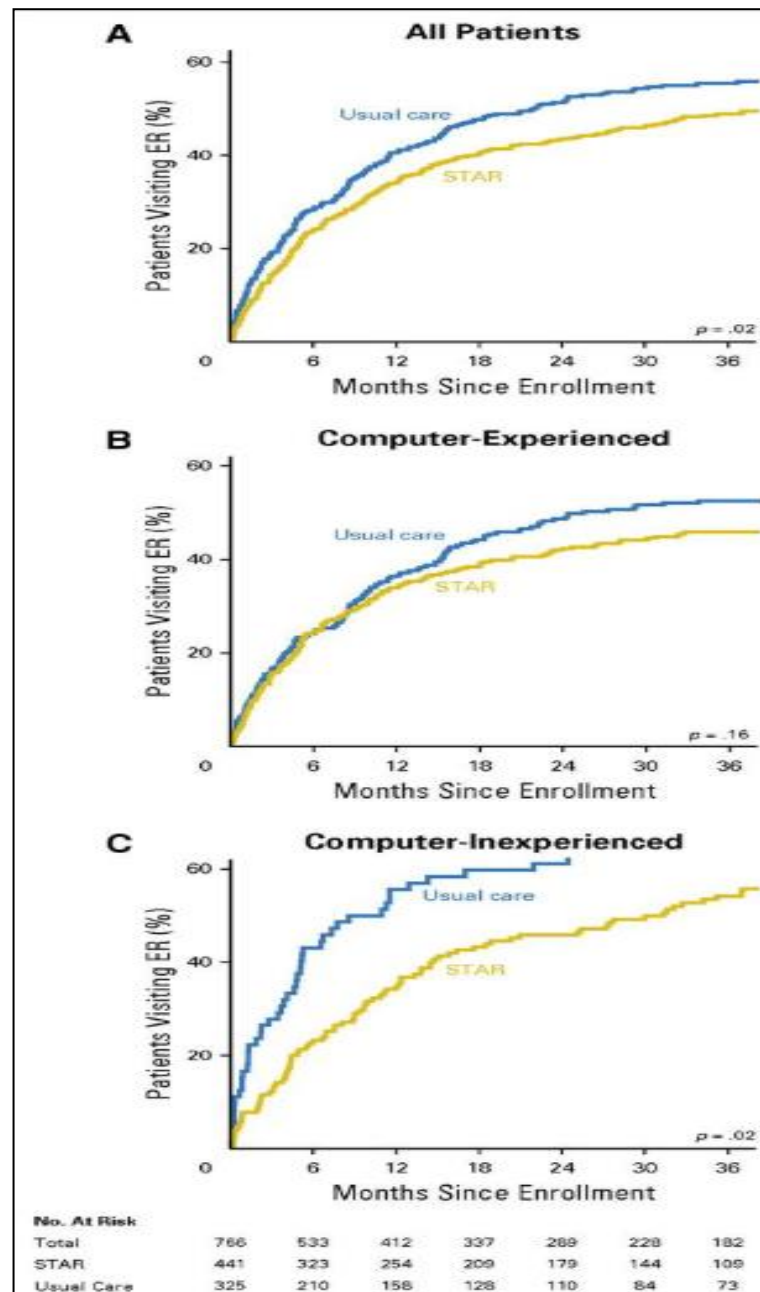 A All Patients
60
Usual care
40
STAR
20
Patients Visiting ER (%)
p = .02
0 6 12 18 24 30 36
Months Since Enrollment
B Computer-Experienced
60
Usual care
40
STAR
20
Patients Visiting ER (%)
p = .16
0 6 12 18 24 30 36
Months Since Enrollment
C Computer-Inexperienced
60
Usual care
40
STAR
20
Patients Visiting ER (%)
p = .02
0 6 12 18 24 30 36
Months Since Enrollment
No. At Risk
Total 766 533 412 337 289 228 182
STAR 441 323 254 209 179 144 109
Usual Care 325 210 158 128 110 84 73